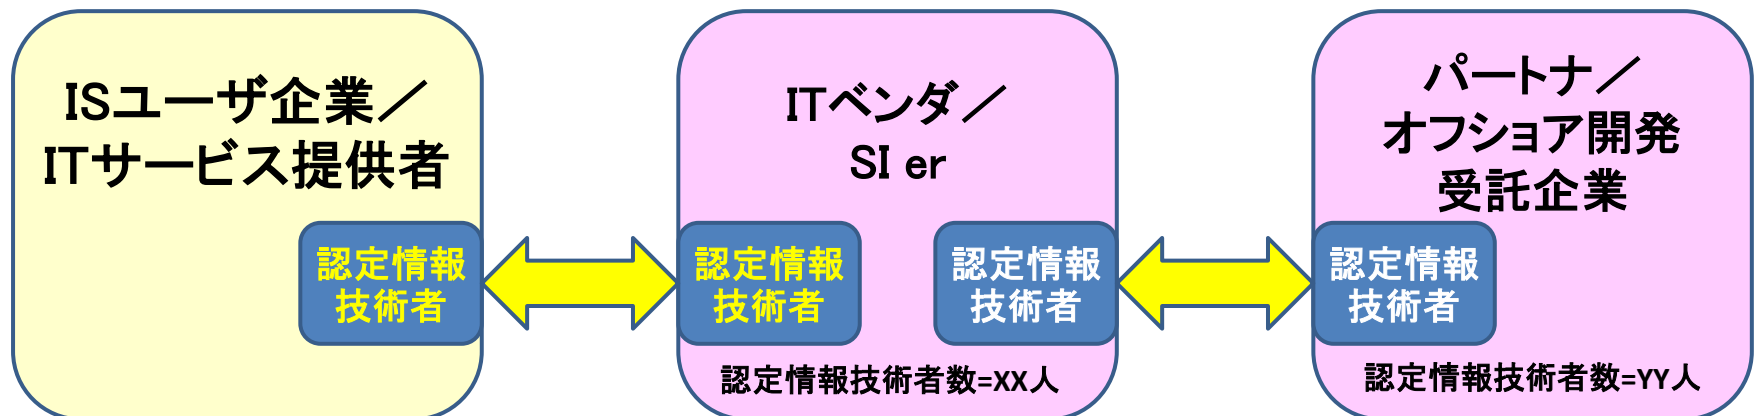 ISユーザ企業／
ITサービス提供者
認定情報
技術者
ITベンダ／
SI er
認定情報
技術者
認定情報
技術者
認定情報技術者数=XX人
パートナ／
オフショア開発
受託企業
認定情報
技術者
認定情報技術者数=YY人